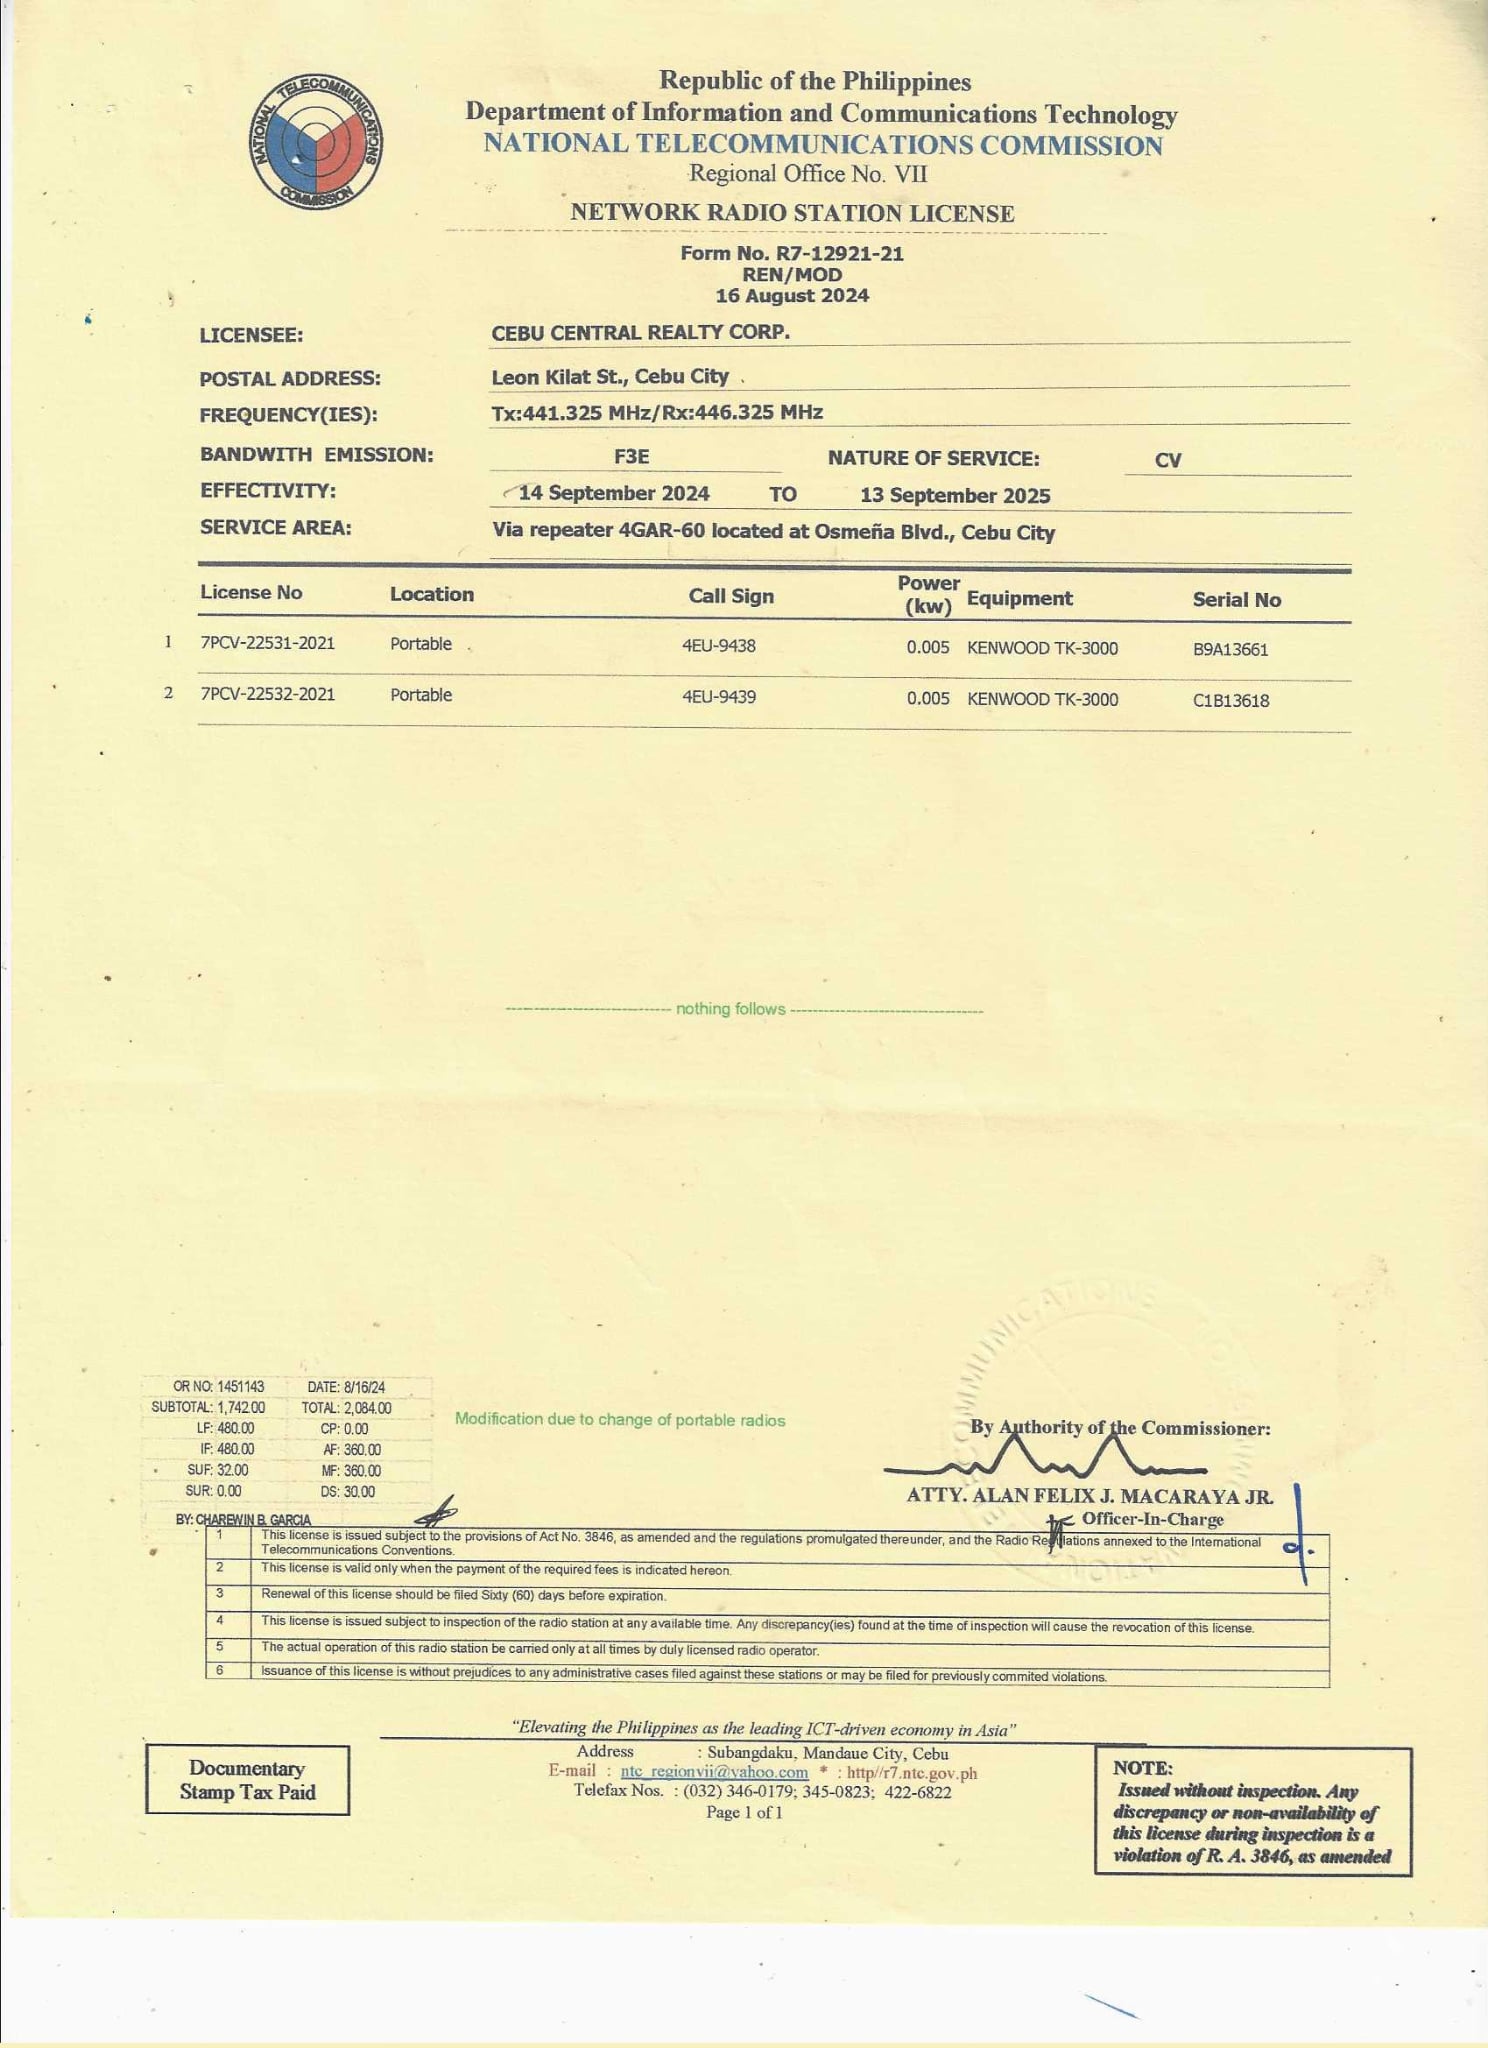 NATIONAL TELECOMMUNICATIONS COMMISSION
Republic of the Philippines
Department of Information and Communications Technology
NATIONAL TELECOMMUNICATIONS COMMISSION
Regional Office No. VII
NETWORK RADIO STATION LICENSE
Form No. R7-12921-21
REN/MOD
16 August 2024
LICENSEE: CEBU CENTRAL REALTY CORP.
POSTAL ADDRESS: Leon Kilat St., Cebu City
FREQUENCY(IES): Tx:441.325 MHz/Rx:446.325 MHz
BANDWITH EMISSION: F3E NATURE OF SERVICE: CV
EFFECTIVITY: 14 September 2024 TO 13 September 2025
SERVICE AREA: Via repeater 4GAR-60 located at Osmeña Blvd., Cebu City
License No Location Call Sign Power (kw) Equipment Serial No
1 7PCV-22531-2021 Portable 4EU-9438 0.005 KENWOOD TK-3000 B9A13661
2 7PCV-22532-2021 Portable 4EU-9439 0.005 KENWOOD TK-3000 C1B13618
---------------------------- nothing follows ---------------------------------
OR NO: 1451143 DATE: 8/16/24
SUBTOTAL: 1,742.00 TOTAL: 2,084.00
LF: 480.00 CP: 0.00
IF: 480.00 AF: 360.00
SUF: 32.00 MF: 360.00
SUR: 0.00 DS: 30.00
BY: CHAREWIN B. GARCIA
Modification due to change of portable radios
By Authority of the Commissioner:
ATTY. ALAN FELIX J. MACARAYA JR.
Officer-In-Charge
1 This license is issued subject to the provisions of Act No. 3846, as amended and the regulations promulgated thereunder, and the Radio Regulations annexed to the International
Telecommunications Conventions.
2 This license is valid only when the payment of the required fees is indicated hereon.
3 Renewal of this license should be filed Sixty (60) days before expiration.
4 This license is issued subject to inspection of the radio station at any available time. Any discrepancy(ies) found at the time of inspection will cause the revocation of this license.
5 The actual operation of this radio station be carried only at all times by duly licensed radio operator.
6 Issuance of this license is without prejudices to any administrative cases filed against these stations or may be filed for previously commited violations.
"Elevating the Philippines as the leading ICT-driven economy in Asia"
Address : Subangdaku, Mandaue City, Cebu
E-mail : ntc_regionvii@yahoo.com * : http//r7.ntc.gov.ph
Telefax Nos. : (032) 346-0179; 345-0823; 422-6822
Page 1 of 1
Documentary
Stamp Tax Paid
NOTE:
Issued without inspection. Any
discrepancy or non-availability of
this license during inspection is a
violation of R. A. 3846, as amended